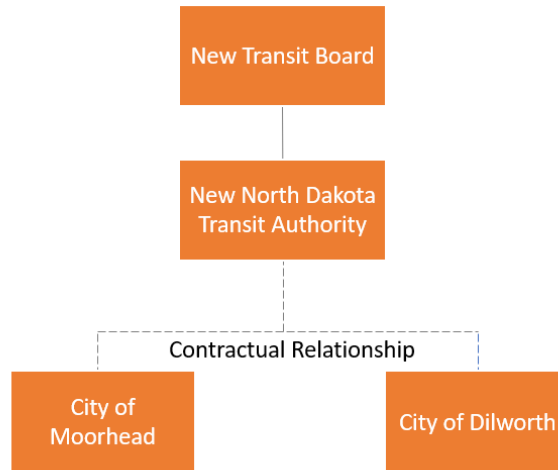 New Transit Board
New North Dakota
Transit Authority
Contractual Relationship
City of
Moorhead
City of Dilworth